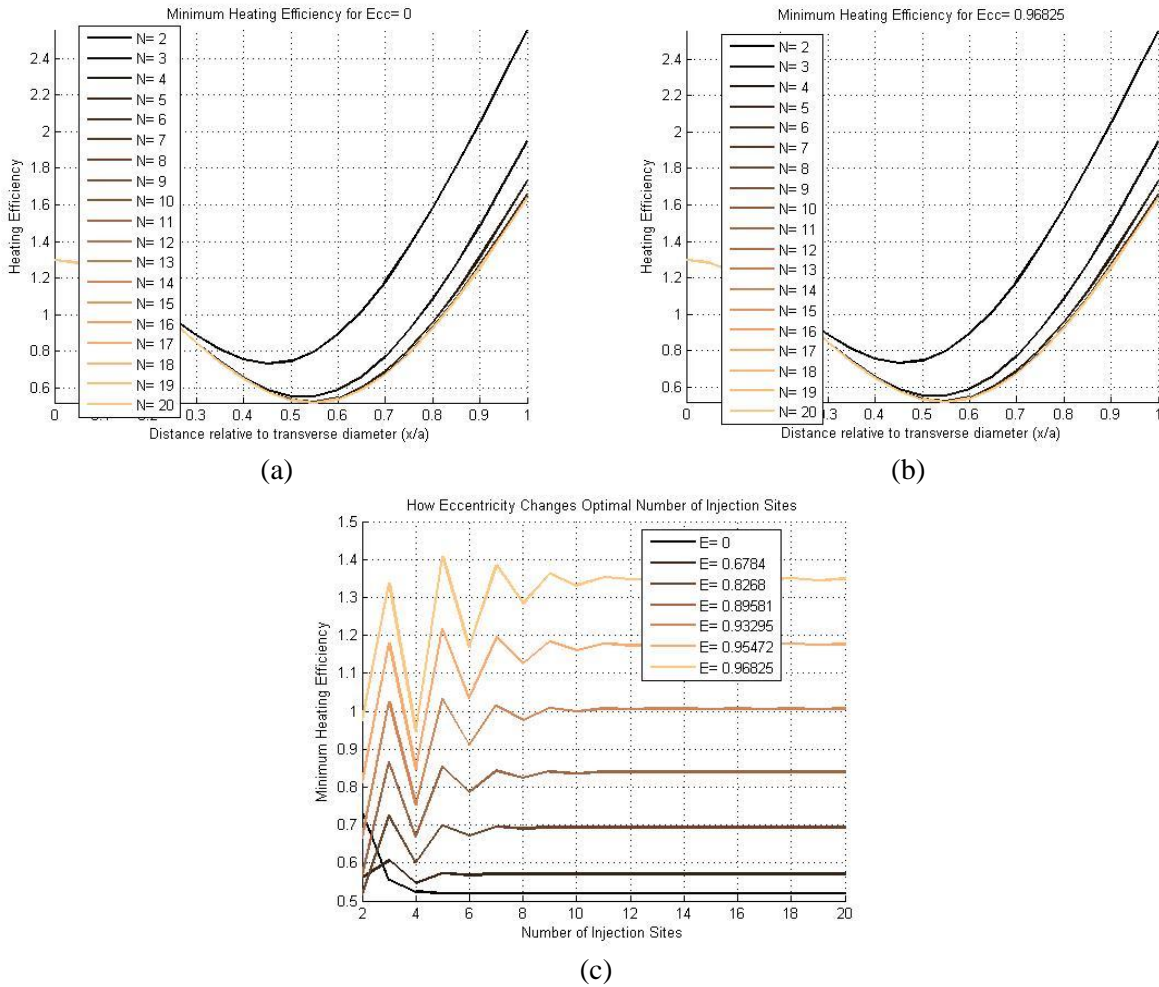 Minimum Heating Efficiency for Ecc= 0
Heating Efficiency
2.4
2.2
2
1.8
1.6
1.4
1.2
1
0.8
0.6
N= 2
N= 3
N= 4
N= 5
N= 6
N= 7
N= 8
N= 9
N= 10
N= 11
N= 12
N= 13
N= 14
N= 15
N= 16
N= 17
N= 18
N= 19
N= 20
0 0.3 0.4 0.5 0.6 0.7 0.8 0.9 1
Distance relative to transverse diameter (x/a)
(a)
Minimum Heating Efficiency for Ecc= 0.96825
Heating Efficiency
2.4
2.2
2
1.8
1.6
1.4
1.2
1
0.8
0.6
N= 2
N= 3
N= 4
N= 5
N= 6
N= 7
N= 8
N= 9
N= 10
N= 11
N= 12
N= 13
N= 14
N= 15
N= 16
N= 17
N= 18
N= 19
N= 20
0 0.4 0.5 0.6 0.7 0.8 0.9 1
Distance relative to transverse diameter (x/a)
(b)
How Eccentricity Changes Optimal Number of Injection Sites
Minimum Heating Efficiency
1.5
1.4
1.3
1.2
1.1
1
0.9
0.8
0.7
0.6
0.5
E= 0
E= 0.6784
E= 0.8268
E= 0.89581
E= 0.93295
E= 0.95472
E= 0.96825
2 4 6 8 10 12 14 16 18 20
Number of Injection Sites
(c)